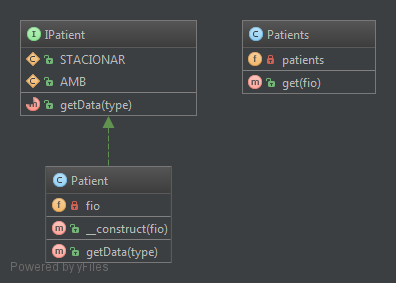 IPatient
STACIONAR
AMB
getData(type)
Patients
patients
get(fio)
Patient
fio
__construct(fio)
getData(type)
Powered by yFiles